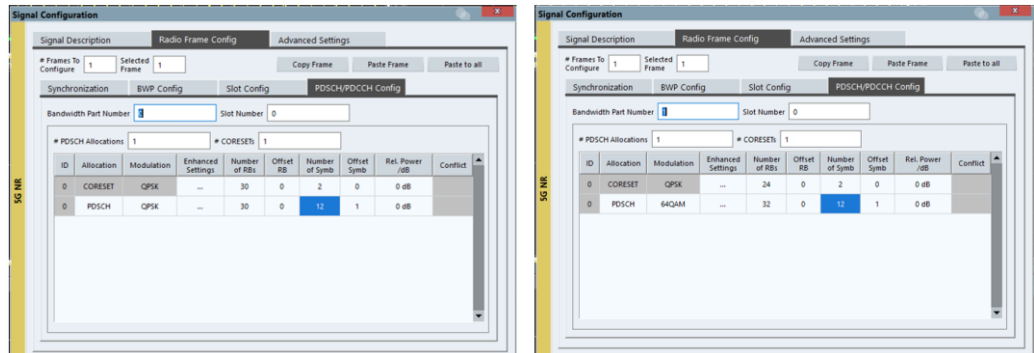 Signal Configuration
Signal Description Radio Frame Config Advanced Settings
# Frames To Configure 1 Selected Frame 1 Copy Frame Paste Frame Paste to all
Synchronization BWP Config Slot Config PDSCH/PDCCH Config
Bandwidth Part Number Slot Number 0
# PDSCH Allocations 1 # CORESETs 1
ID Allocation Modulation Enhanced Settings Number of RBs Offset RB Number of Symb Offset Symb Rel. Power /dB Conflict
0 CORESET QPSK ... 30 0 2 0 0 dB
0 PDSCH QPSK ... 30 0 12 1 0 dB
5G NR
Signal Configuration
Signal Description Radio Frame Config Advanced Settings
# Frames To Configure 1 Selected Frame 1 Copy Frame Paste Frame Paste to all
Synchronization BWP Config Slot Config PDSCH/PDCCH Config
Bandwidth Part Number Slot Number 0
# PDSCH Allocations 1 # CORESETs 1
ID Allocation Modulation Enhanced Settings Number of RBs Offset RB Number of Symb Offset Symb Rel. Power /dB Conflict
0 CORESET QPSK ... 24 0 2 0 0 dB
0 PDSCH 64QAM ... 32 0 12 1 0 dB
5G NR